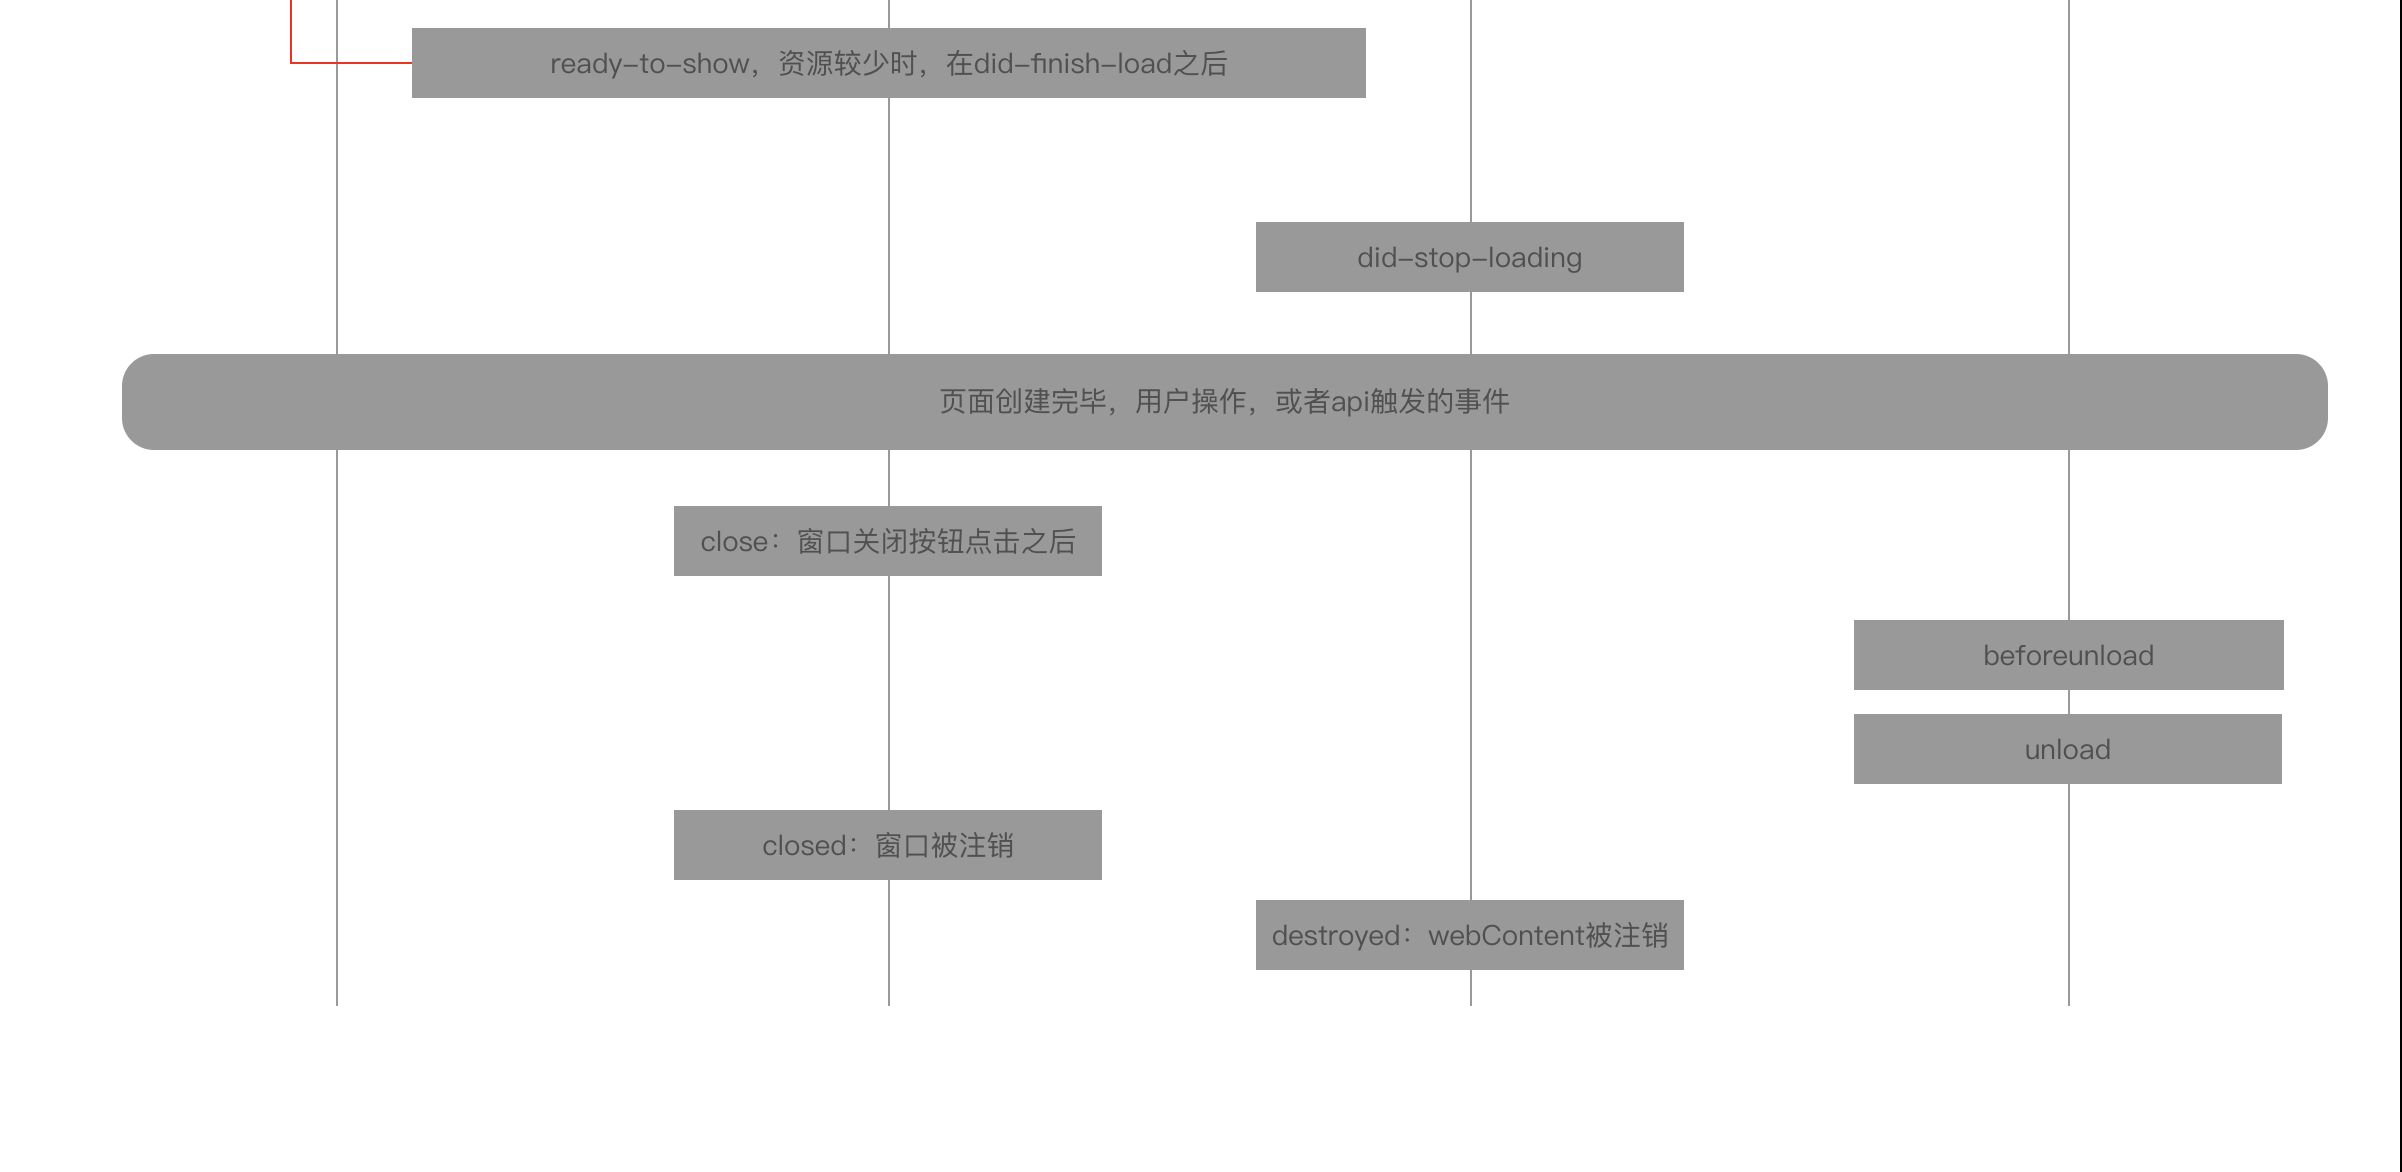 ready-to-show，资源较少时，在did-finish-load之后
did-stop-loading
页面创建完毕，用户操作，或者api触发的事件
close：窗口关闭按钮点击之后
beforeunload
unload
closed：窗口被注销
destroyed：webContent被注销